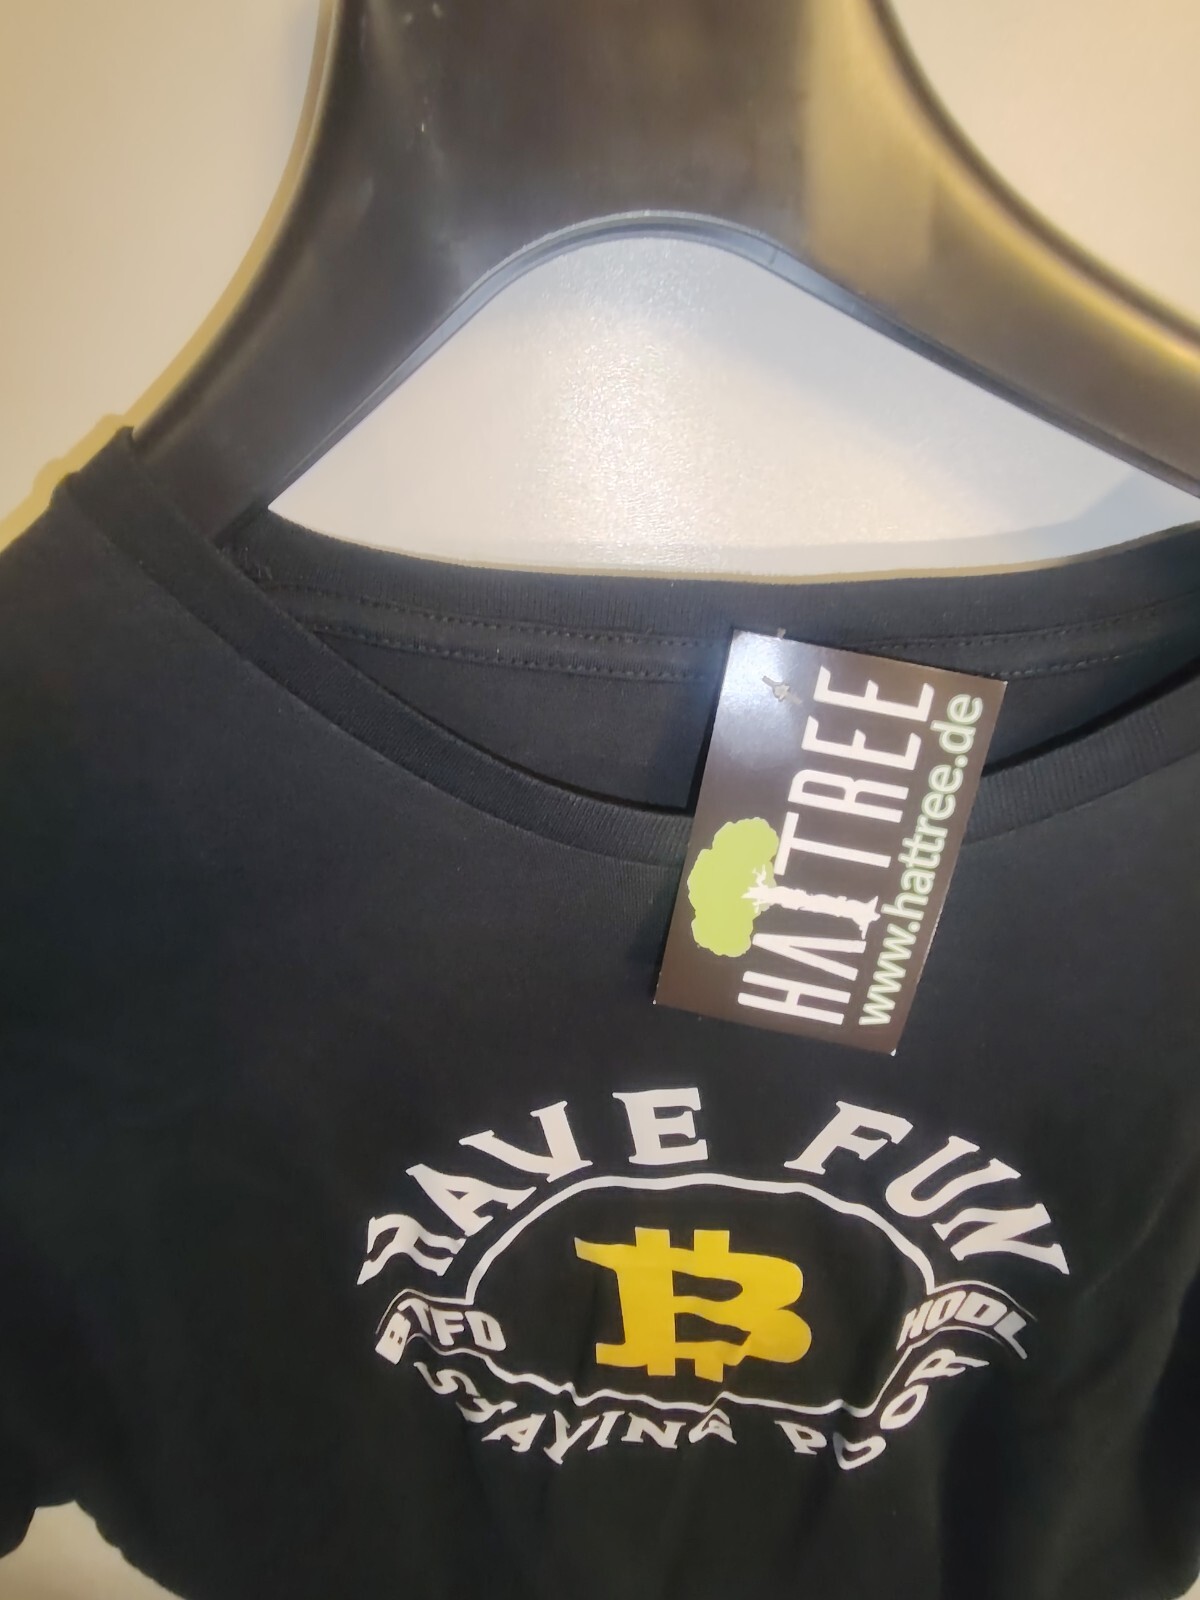 HATTREE
www.hattree.de
HAVE FUN
BTFD
HODL
STAYING POOR